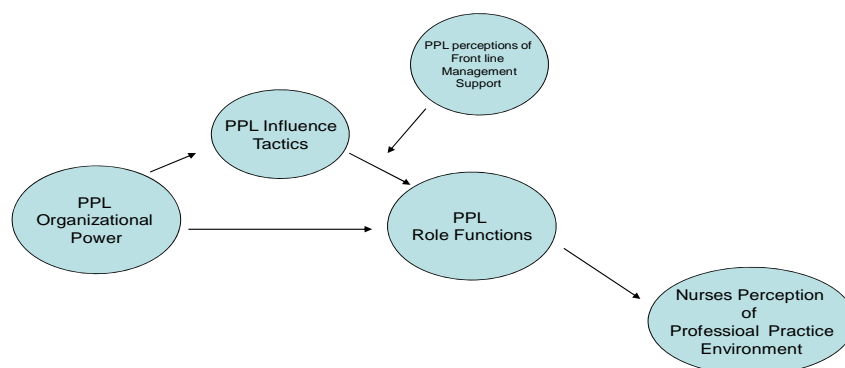 PPL perceptions of
Front line
Management
Support
PPL Influence
Tactics
PPL
Organizational
Power
PPL
Role Functions
Nurses Perception
of
Professioal Practice
Environment